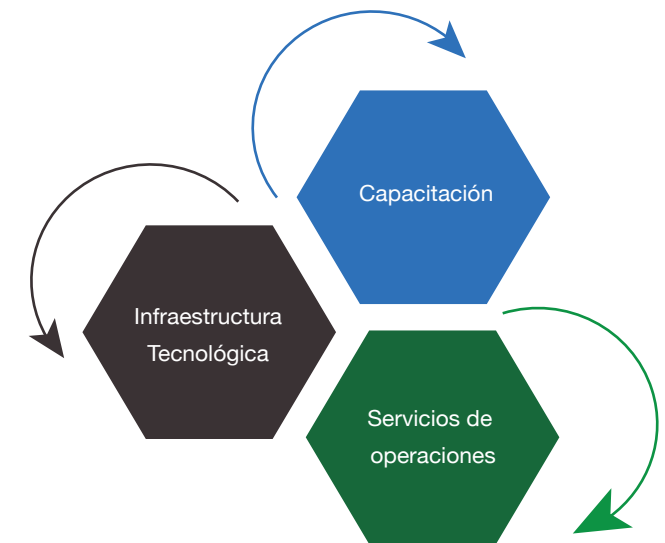 Capacitación
Infraestructura
Tecnológica
Servicios de
operaciones